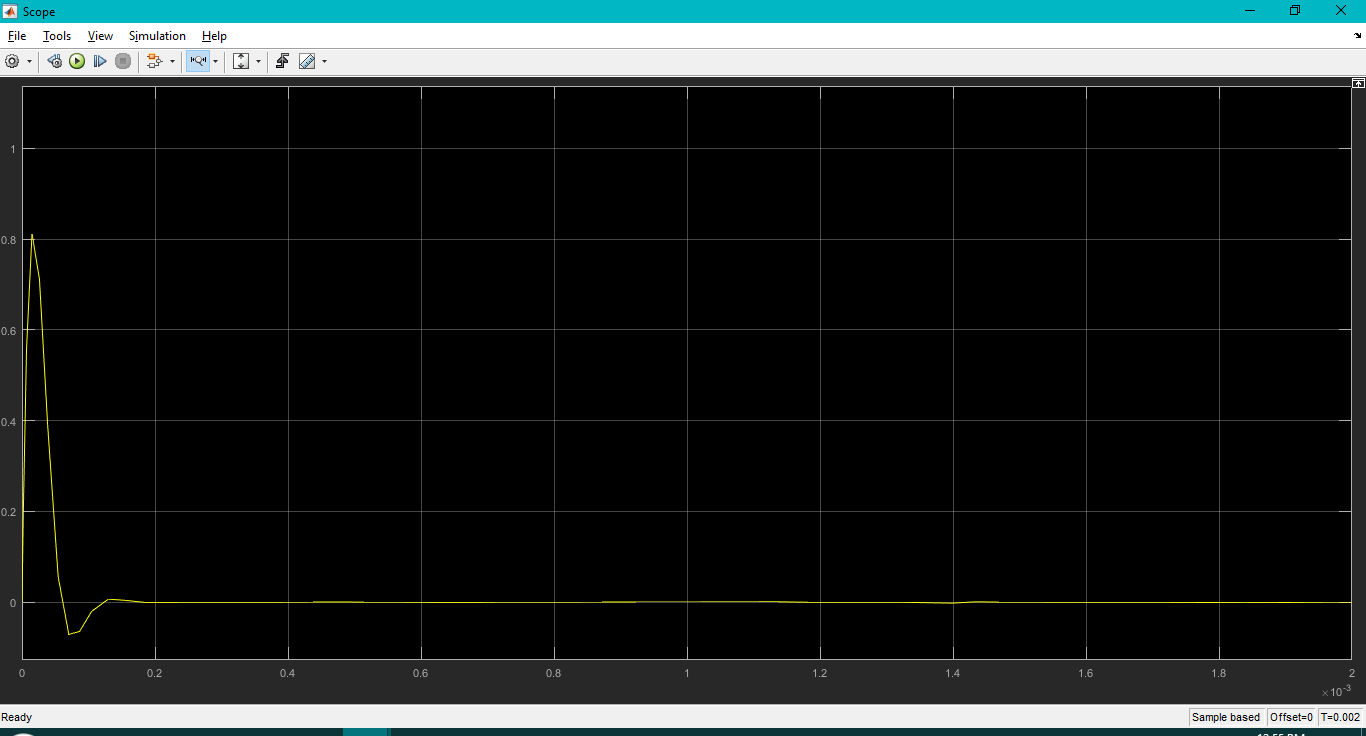 Scope
File Tools View Simulation Help
1
0.8
0.6
0.4
0.2
0
0 0.2 0.4 0.6 0.8 1 1.2 1.4 1.6 1.8 2
×10-3
Ready Sample based Offset=0 T=0.002